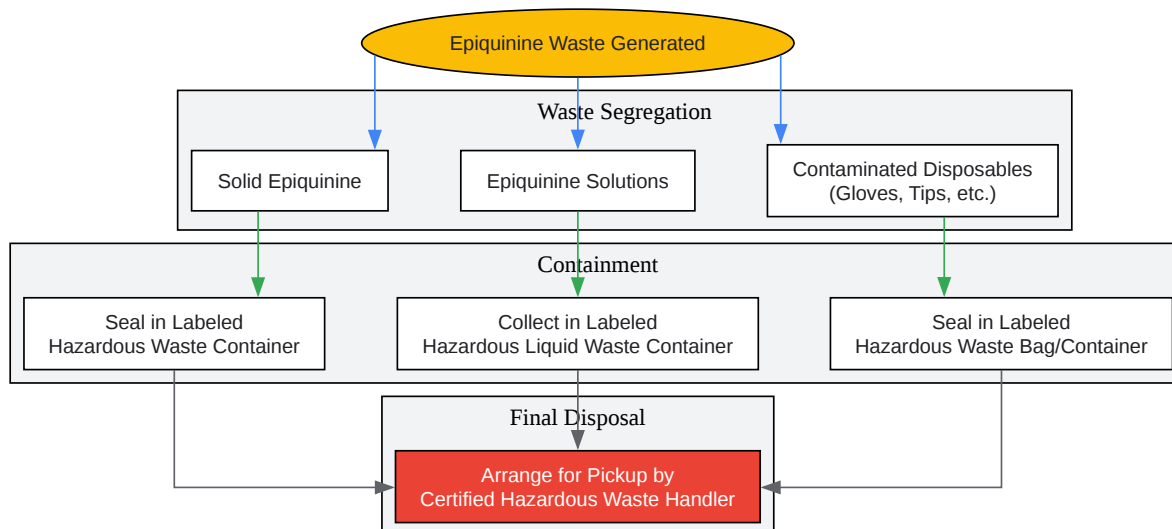 Epiquinine Waste Generated
Waste Segregation
Solid Epiquinine
Epiquinine Solutions
Contaminated Disposables
(Gloves, Tips, etc.)
Containment
Seal in Labeled
Hazardous Waste Container
Collect in Labeled
Hazardous Liquid Waste Container
Seal in Labeled
Hazardous Waste Bag/Container
Final Disposal
Arrange for Pickup by
Certified Hazardous Waste Handler